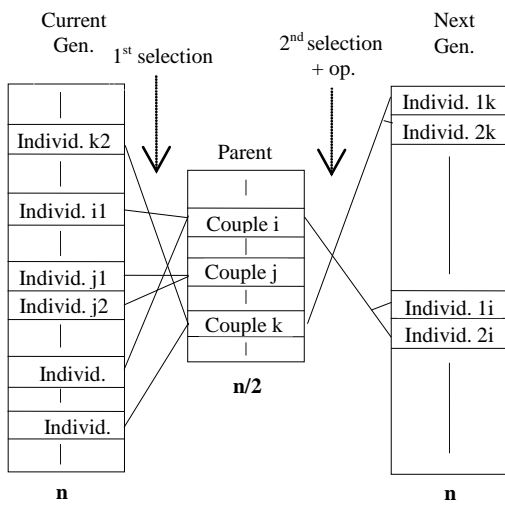 Current
Gen.
1st selection
2nd selection
+ op.
Next
Gen.
Individ. k2
Individ. i1
Individ. j1
Individ. j2
Individ.
Individ.
n
Parent
Couple i
Couple j
Couple k
n/2
Individ. 1k
Individ. 2k
Individ. 1i
Individ. 2i
n